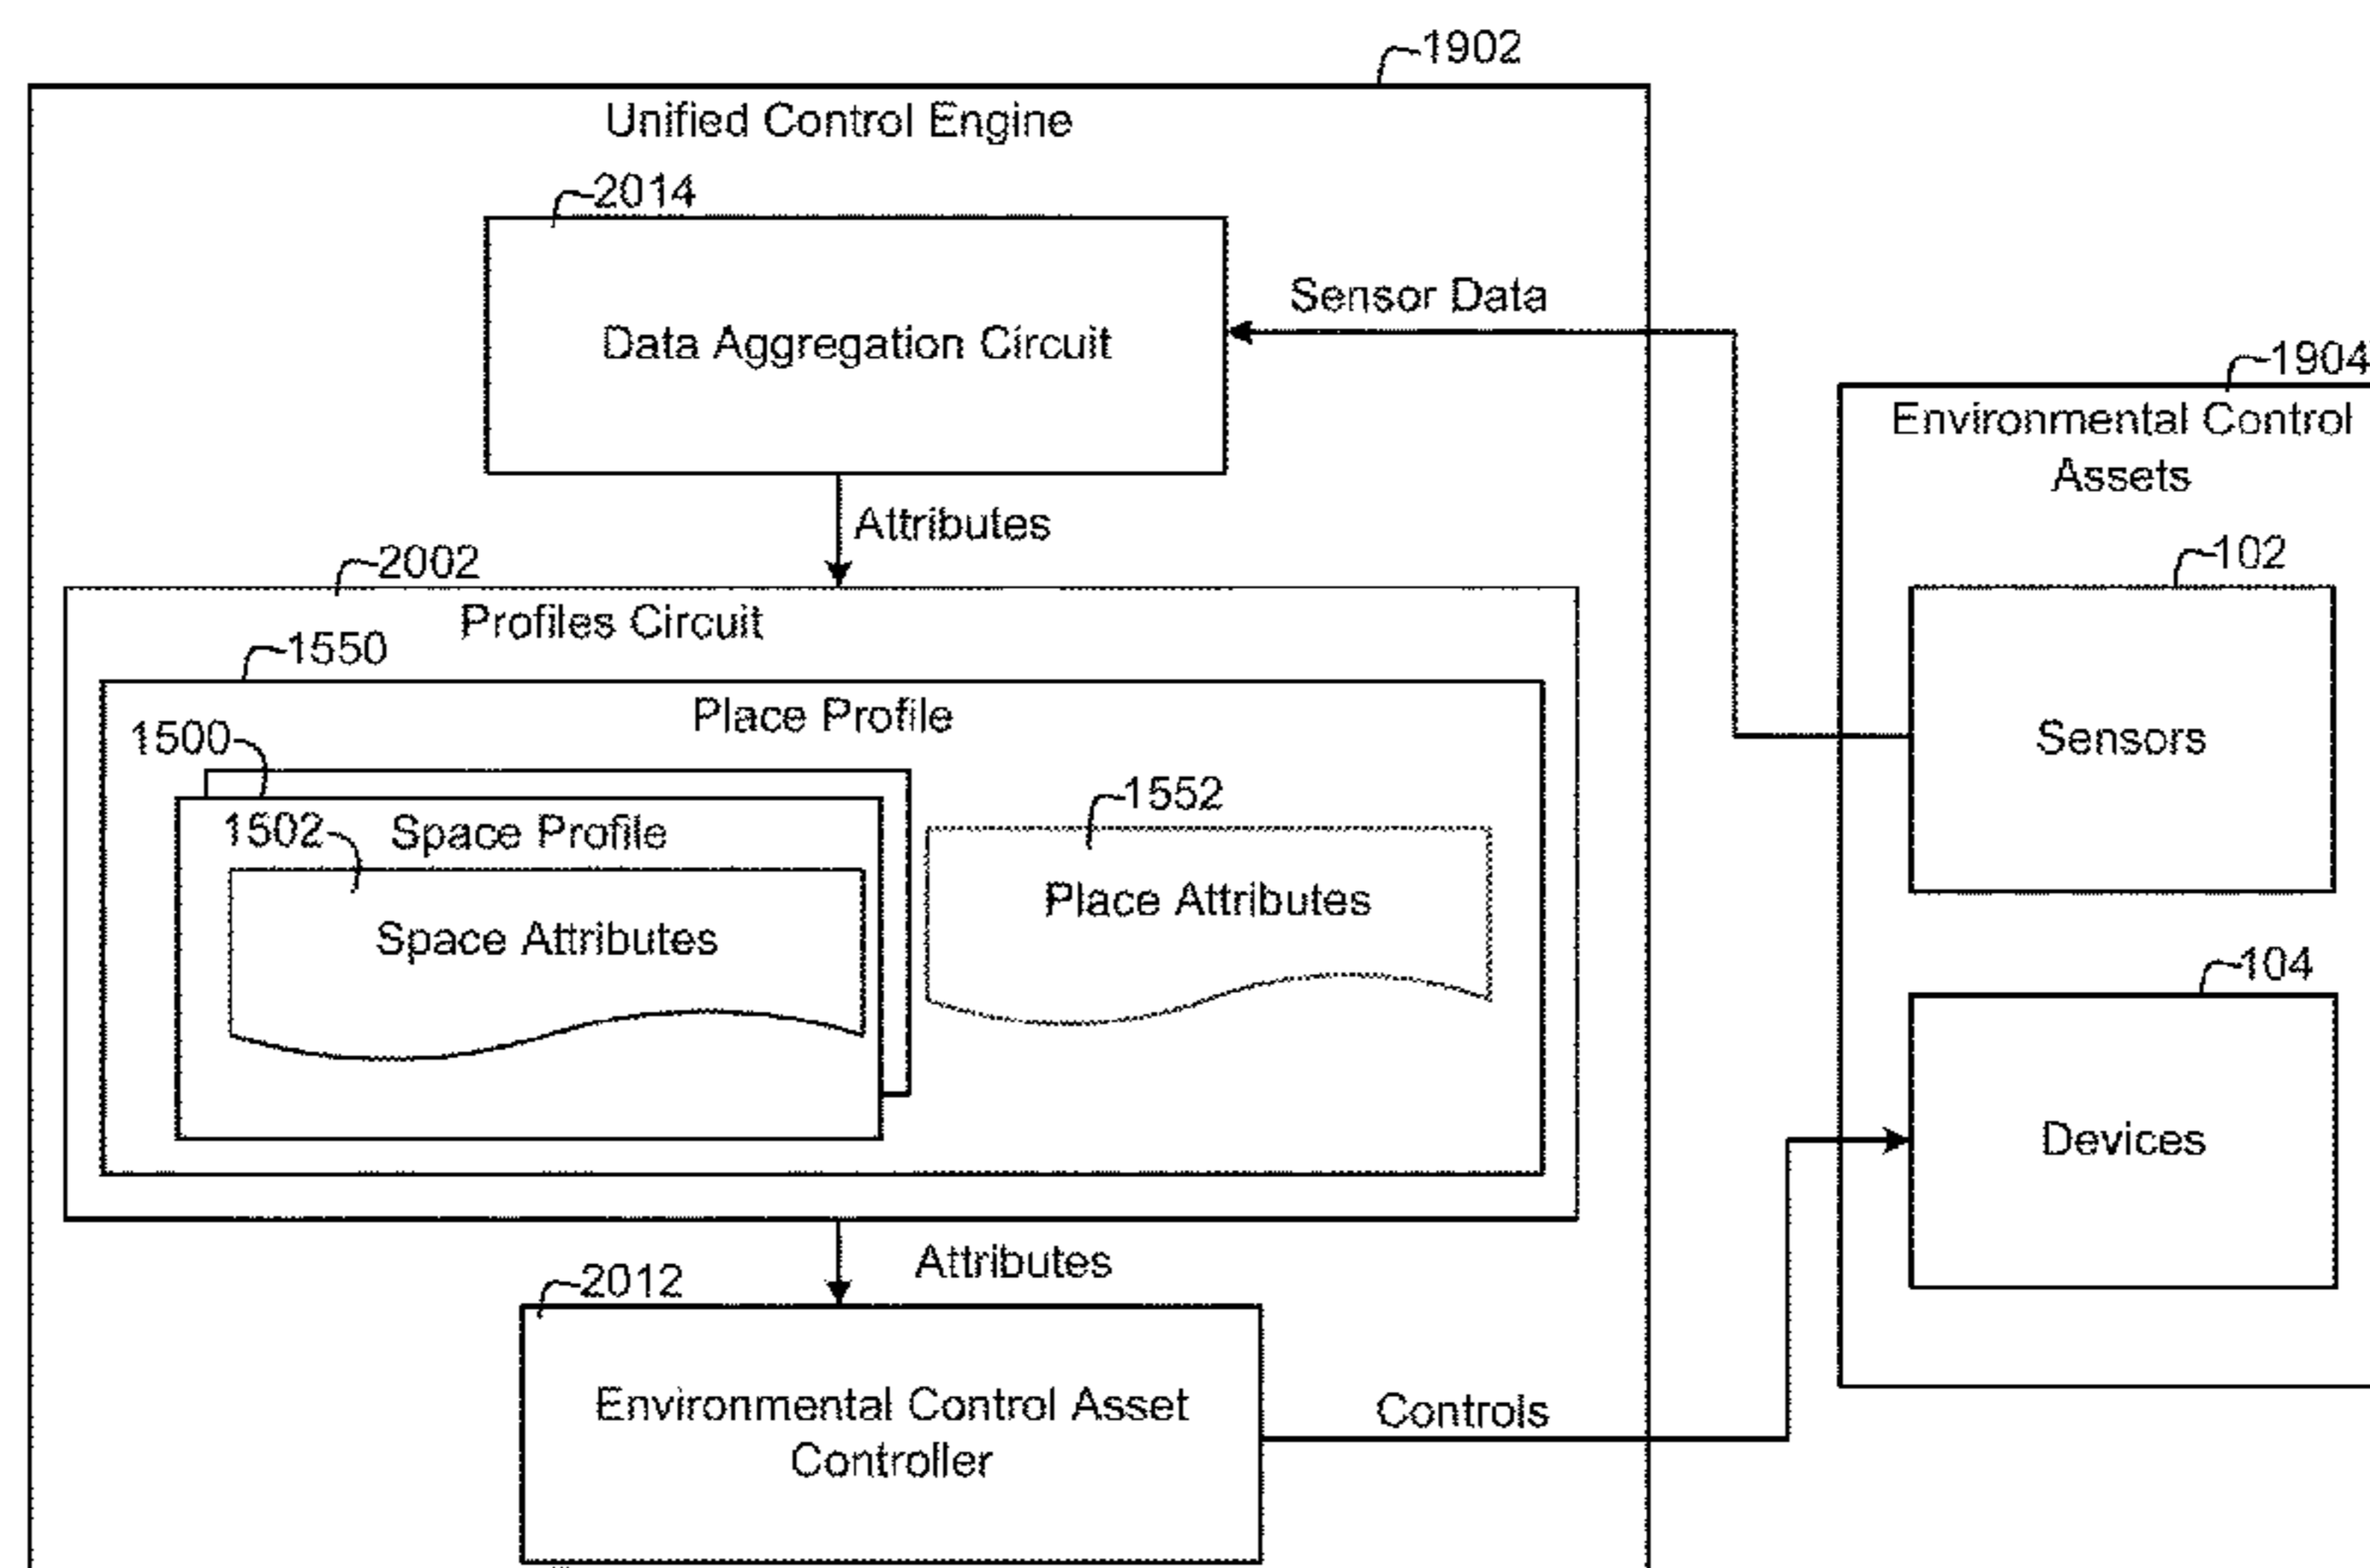 1902
Unified Control Engine
2014
Data Aggregation Circuit
Sensor Data
1904
Environmental Control
Assets
Attributes
102
2002
Profiles Circuit
1550
Place Profile
Sensors
1500
1552
1502
Space Profile
Place Attributes
Space Attributes
104
Devices
Attributes
2012
Environmental Control Asset
Controller
Controls